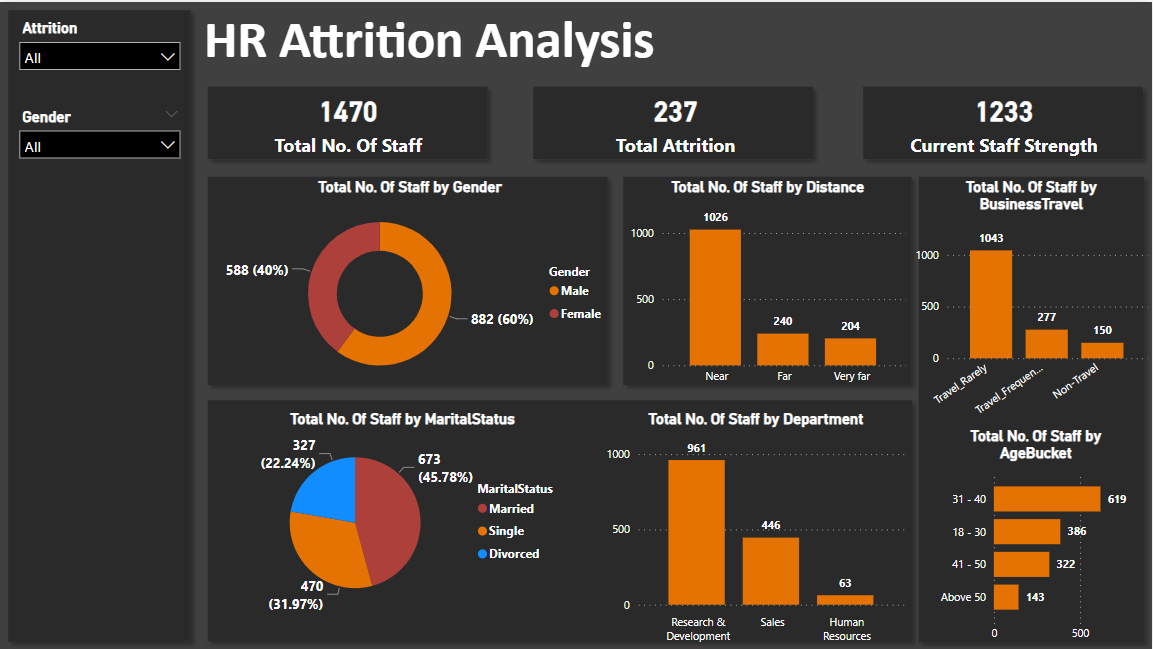 Attrition
All
Gender
All
HR Attrition Analysis
1470
Total No. Of Staff
237
Total Attrition
1233
Current Staff Strength
Total No. Of Staff by Gender
588 (40%)
882 (60%)
Gender
Male
Female
Total No. Of Staff by Distance
1000
500
0
1026
240
204
Near
Far
Very far
Total No. Of Staff by
BusinessTravel
1000
500
0
1043
277
150
Travel_Rarely
Travel_Frequen...
Non-Travel
Total No. Of Staff by MaritalStatus
327
(22.24%)
673
(45.78%)
470
(31.97%)
MaritalStatus
Married
Single
Divorced
Total No. Of Staff by Department
1000
500
0
961
446
63
Research &
Development
Sales
Human
Resources
Total No. Of Staff by
AgeBucket
31 - 40
619
18 - 30
386
41 - 50
322
Above 50
143
0
500